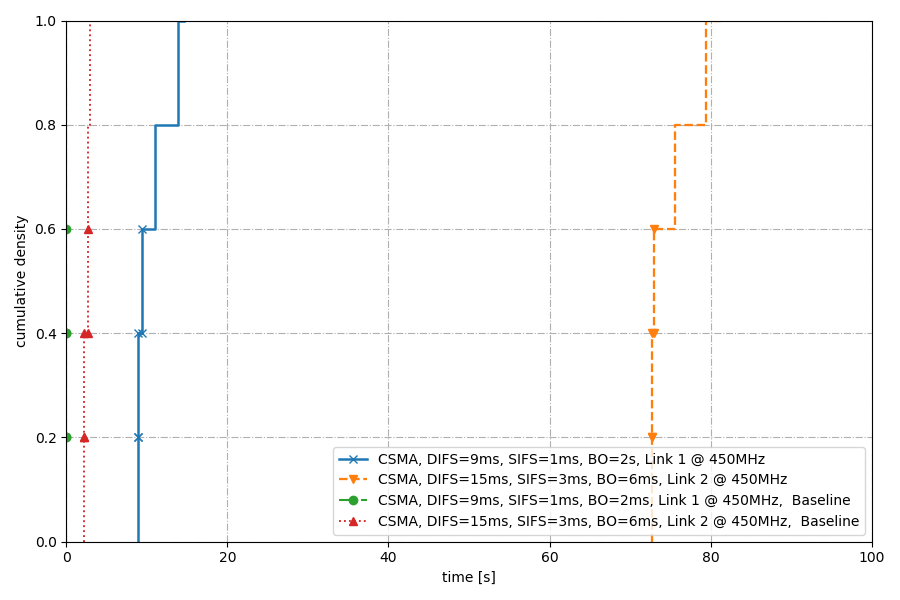 1.0
0.8
0.6
0.4
0.2
0.0
cumulative density
CSMA, DIFS=9ms, SIFS=1ms, BO=2s, Link 1 @ 450MHz
CSMA, DIFS=15ms, SIFS=3ms, BO=6ms, Link 2 @ 450MHz
CSMA, DIFS=9ms, SIFS=1ms, BO=2ms, Link 1 @ 450MHz,  Baseline
CSMA, DIFS=15ms, SIFS=3ms, BO=6ms, Link 2 @ 450MHz,  Baseline
0 20 40 60 80 100
time [s]